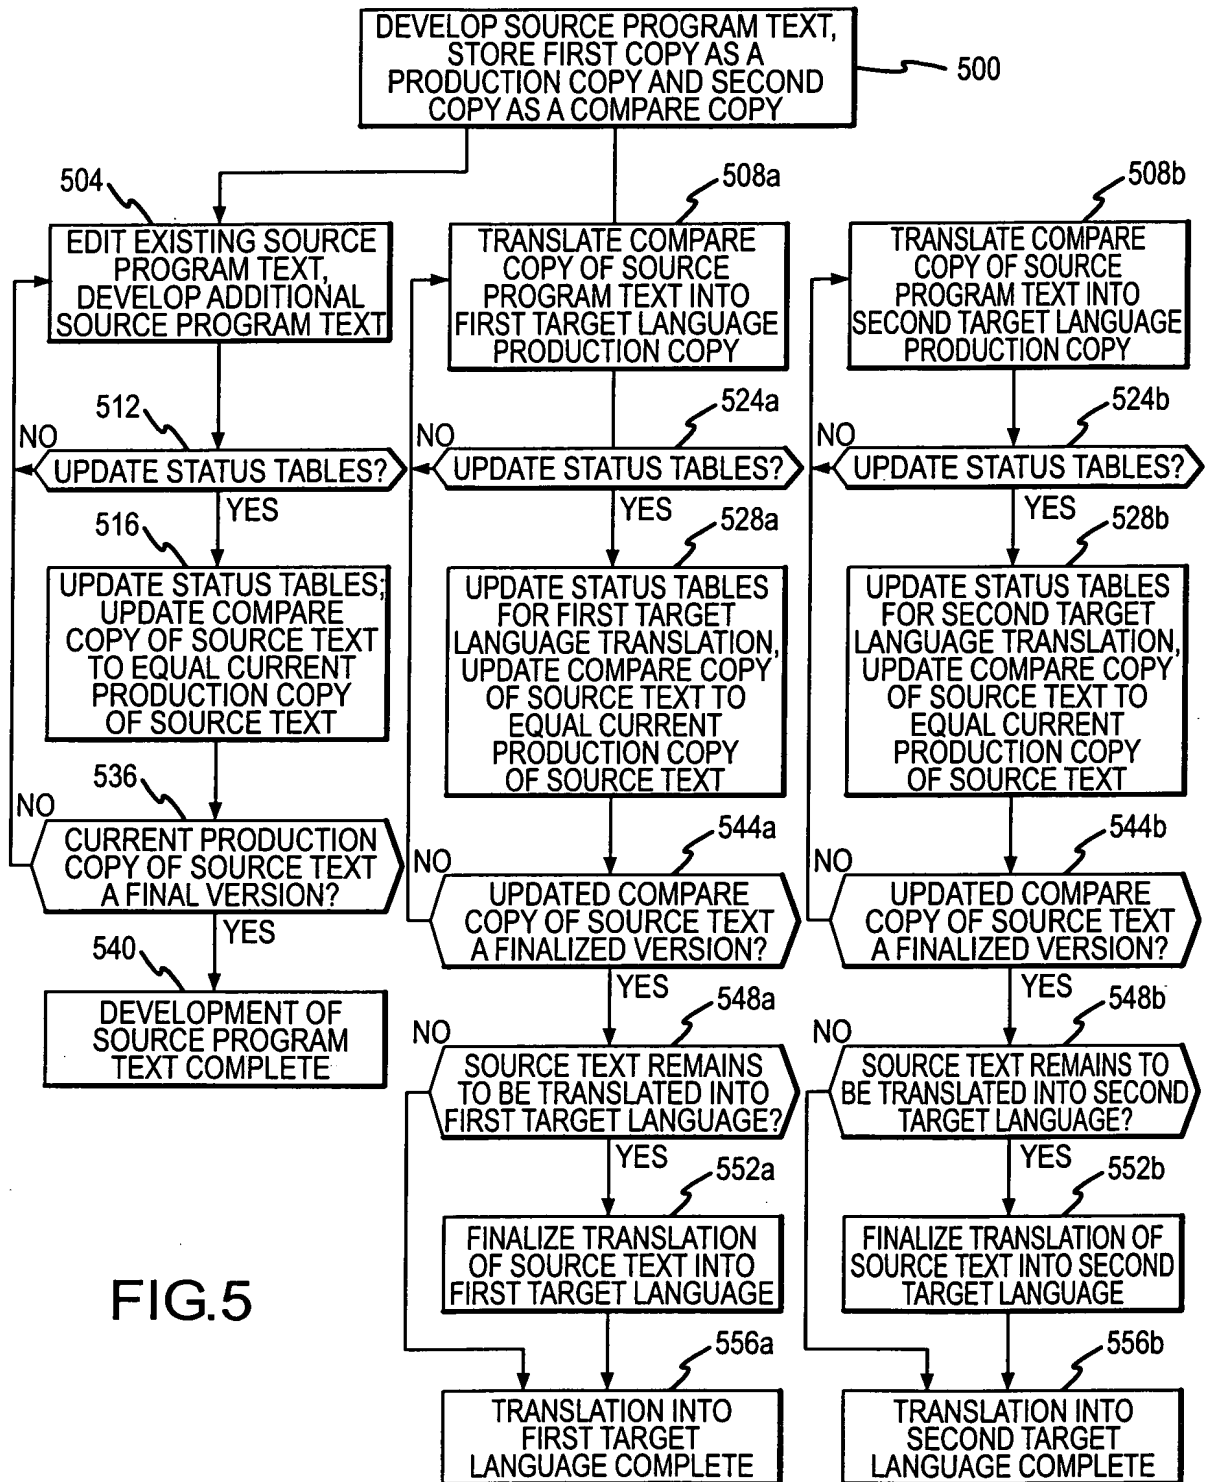 DEVELOP SOURCE PROGRAM TEXT,
STORE FIRST COPY AS A
PRODUCTION COPY AND SECOND
COPY AS A COMPARE COPY
500
504
EDIT EXISTING SOURCE
PROGRAM TEXT,
DEVELOP ADDITIONAL
SOURCE PROGRAM TEXT
512
NO
UPDATE STATUS TABLES?
YES
516
UPDATE STATUS TABLES;
UPDATE COMPARE
COPY OF SOURCE TEXT
TO EQUAL CURRENT
PRODUCTION COPY
OF SOURCE TEXT
536
NO
CURRENT PRODUCTION
COPY OF SOURCE TEXT
A FINAL VERSION?
YES
540
DEVELOPMENT OF
SOURCE PROGRAM
TEXT COMPLETE
508a
TRANSLATE COMPARE
COPY OF SOURCE
PROGRAM TEXT INTO
FIRST TARGET LANGUAGE
PRODUCTION COPY
524a
NO
UPDATE STATUS TABLES?
YES
528a
UPDATE STATUS TABLES
FOR FIRST TARGET
LANGUAGE TRANSLATION,
UPDATE COMPARE COPY
OF SOURCE TEXT TO
EQUAL CURRENT
PRODUCTION COPY
OF SOURCE TEXT
544a
NO
UPDATED COMPARE
COPY OF SOURCE TEXT
A FINALIZED VERSION?
YES
548a
NO
SOURCE TEXT REMAINS
TO BE TRANSLATED INTO
FIRST TARGET LANGUAGE?
YES
552a
FINALIZE TRANSLATION
OF SOURCE TEXT INTO
FIRST TARGET LANGUAGE
556a
TRANSLATION INTO
FIRST TARGET
LANGUAGE COMPLETE
508b
TRANSLATE COMPARE
COPY OF SOURCE
PROGRAM TEXT INTO
SECOND TARGET LANGUAGE
PRODUCTION COPY
524b
NO
UPDATE STATUS TABLES?
YES
528b
UPDATE STATUS TABLES
FOR SECOND TARGET
LANGUAGE TRANSLATION,
UPDATE COMPARE COPY
OF SOURCE TEXT TO
EQUAL CURRENT
PRODUCTION COPY
OF SOURCE TEXT
544b
NO
UPDATED COMPARE
COPY OF SOURCE TEXT
A FINALIZED VERSION?
YES
548b
NO
SOURCE TEXT REMAINS TO
BE TRANSLATED INTO SECOND
TARGET LANGUAGE?
YES
552b
FINALIZE TRANSLATION OF
SOURCE TEXT INTO SECOND
TARGET LANGUAGE
556b
TRANSLATION INTO
SECOND TARGET
LANGUAGE COMPLETE
FIG.5